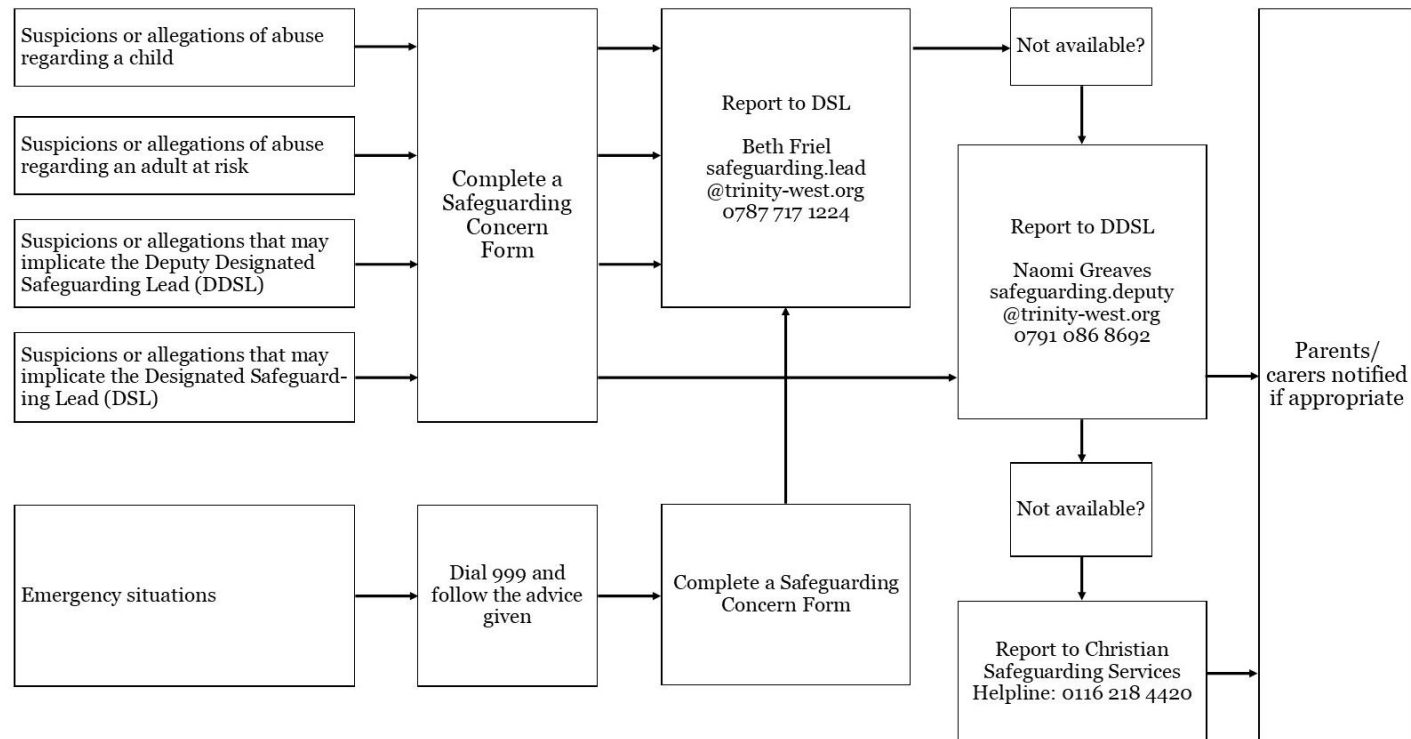 Suspicions or allegations of abuse
regarding a child
Suspicions or allegations of abuse
regarding an adult at risk
Suspicions or allegations that may
implicate the Deputy Designated
Safeguarding Lead (DDSL)
Suspicions or allegations that may
implicate the Designated Safeguard-
ing Lead (DSL)
Complete a
Safeguarding
Concern
Form
Report to DSL
Beth Friel
safeguarding.lead
@trinity-west.org
0787 717 1224
Not available?
Report to DDSL
Naomi Greaves
safeguarding.deputy
@trinity-west.org
0791 086 8692
Not available?
Report to Christian
Safeguarding Services
Helpline: 0116 218 4420
Parents/
carers notified
if appropriate
Emergency situations
Dial 999 and
follow the advice
given
Complete a Safeguarding
Concern Form